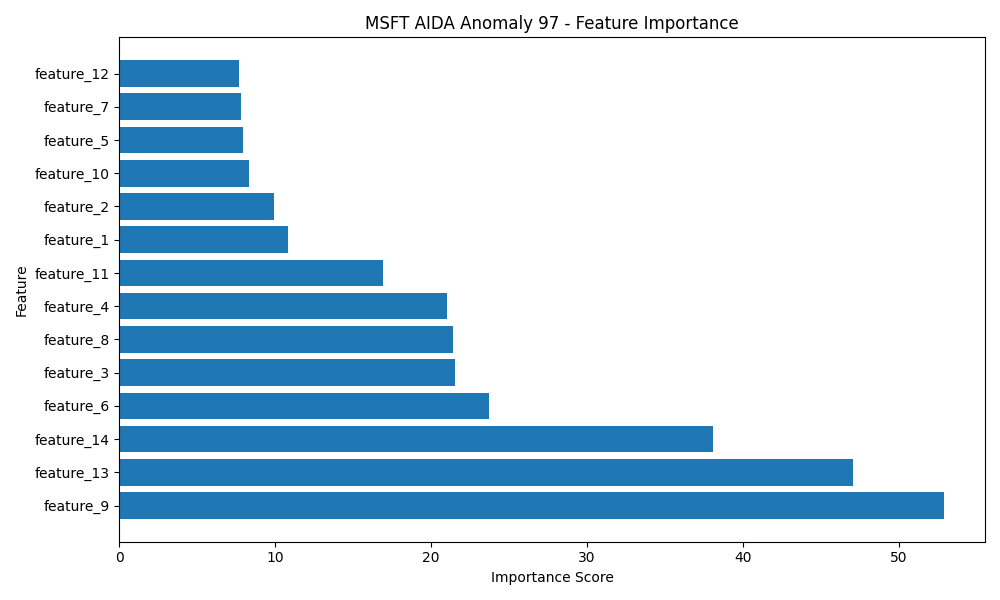 MSFT AIDA Anomaly 97 - Feature Importance
Feature
feature_12
feature_7
feature_5
feature_10
feature_2
feature_1
feature_11
feature_4
feature_8
feature_3
feature_6
feature_14
feature_13
feature_9
0 10 20 30 40 50
Importance Score